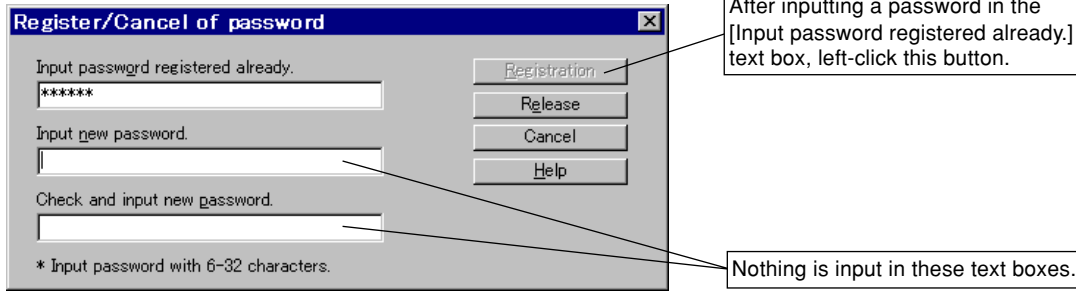 Register/Cancel of password
Input password registered already.
******
Input new password.
Check and input new password.
* Input password with 6-32 characters.
Registration
Release
Cancel
Help
After inputting a password in the
[Input password registered already.]
text box, left-click this button.
Nothing is input in these text boxes.